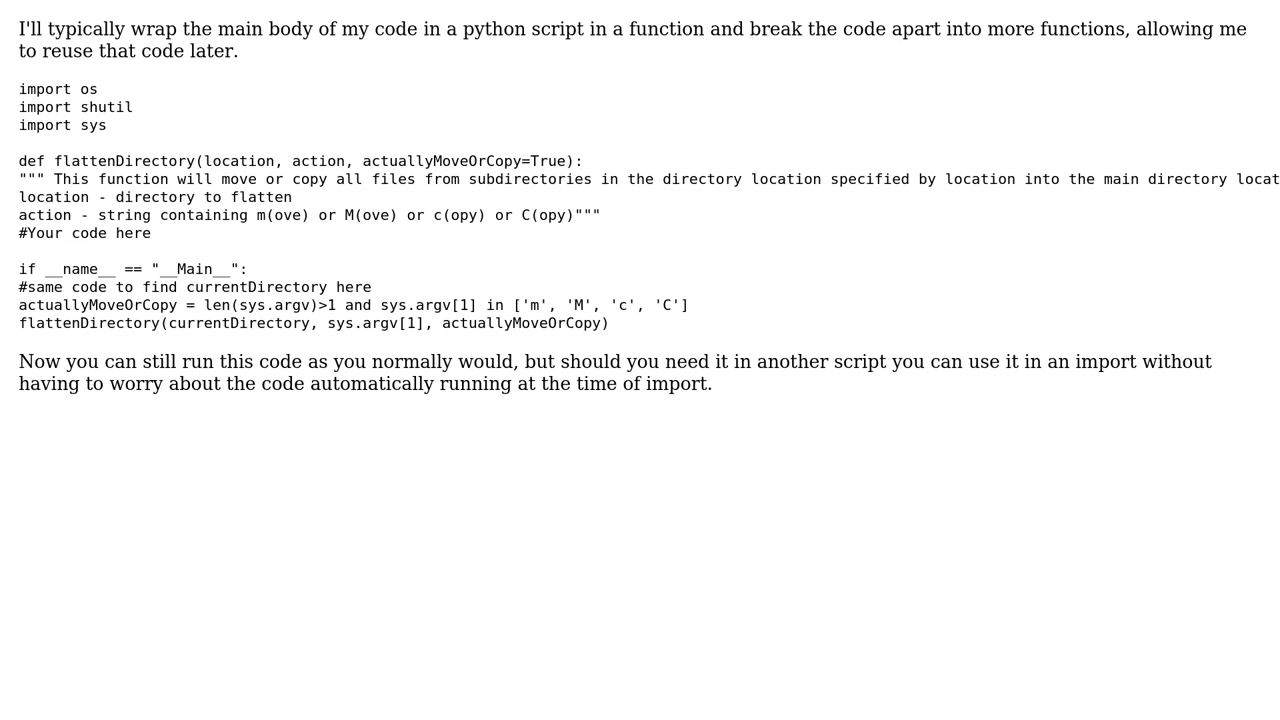 I'll typically wrap the main body of my code in a python script in a function and break the code apart into more functions, allowing me
to reuse that code later.
import os
import shutil
import sys
def flattenDirectory(location, action, actuallyMoveOrCopy=True):
""" This function will move or copy all files from subdirectories in the directory location specified by location into the main directory
location - directory to flatten
action - string containing m(ove) or M(ove) or c(opy) or C(opy)"""
#Your code here
if __name__ == "__Main__":
#same code to find currentDirectory here
actuallyMoveOrCopy = len(sys.argv)>1 and sys.argv[1] in ['m', 'M', 'c', 'C']
flattenDirectory(currentDirectory, sys.argv[1], actuallyMoveOrCopy)
Now you can still run this code as you normally would, but should you need it in another script you can use it in an import without
having to worry about the code automatically running at the time of import.